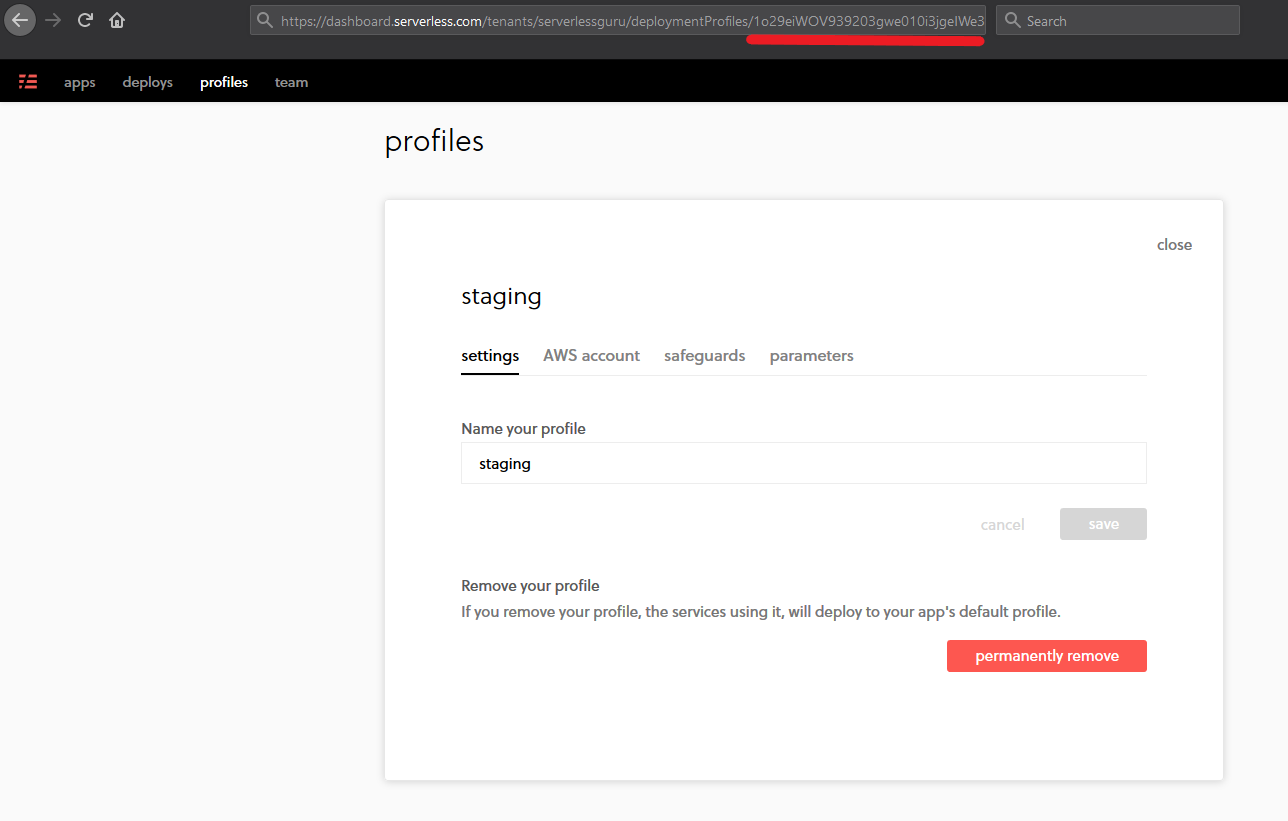 https://dashboard.serverless.com/tenants/serverlessguru/deploymentProfiles/1o29eiWOV939203gwe010i3jgeIWe3
Search
apps deploys profiles team
profiles
close
staging
settings AWS account safeguards parameters
Name your profile
staging
cancel save
Remove your profile
If you remove your profile, the services using it, will deploy to your app's default profile.
permanently remove